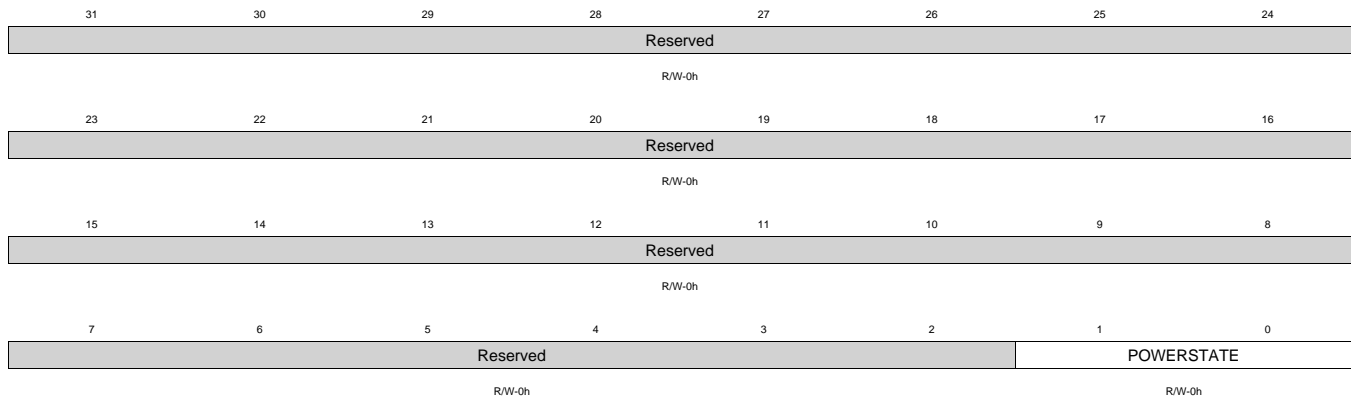 31 30 29 28 27 26 25 24
Reserved
R/W-0h
23 22 21 20 19 18 17 16
Reserved
R/W-0h
15 14 13 12 11 10 9 8
Reserved
R/W-0h
7 6 5 4 3 2 1 0
Reserved POWERSTATE
R/W-0h R/W-0h